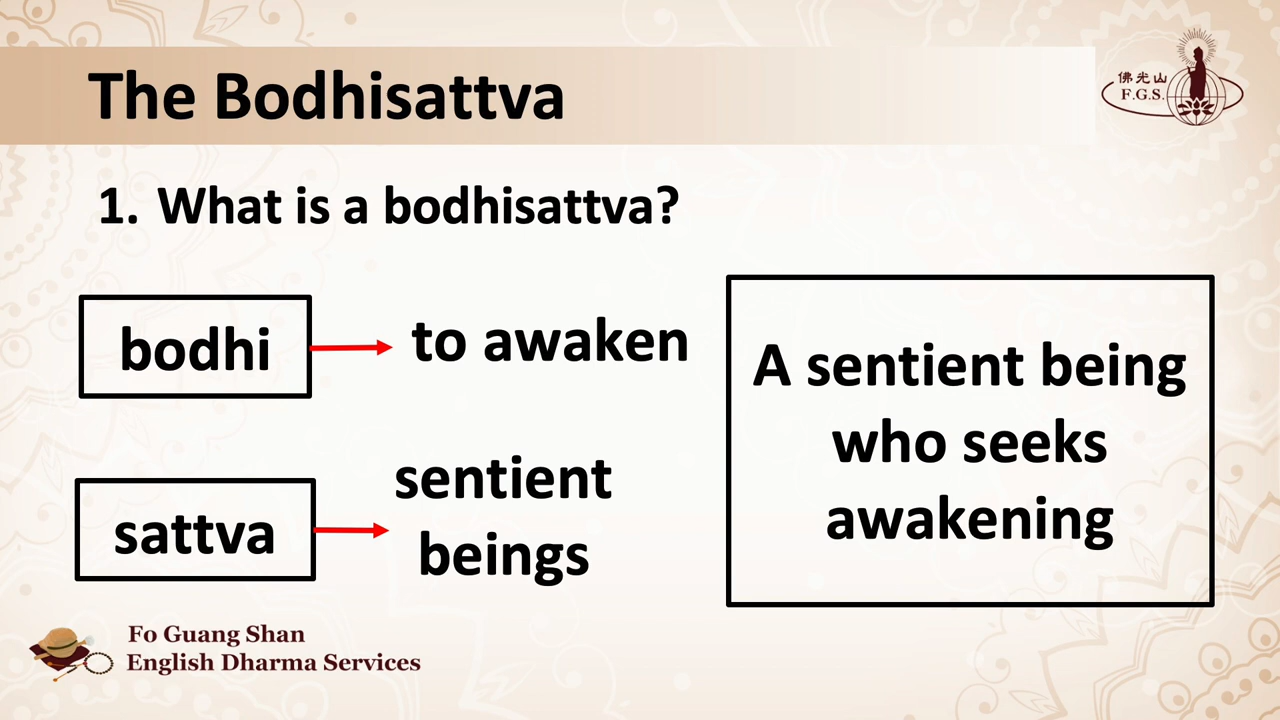 The Bodhisattva
佛光山
F.G.S.
1. What is a bodhisattva?
bodhi
to awaken
sattva
sentient
beings
A sentient being
who seeks
awakening
Fo Guang Shan
English Dharma Services